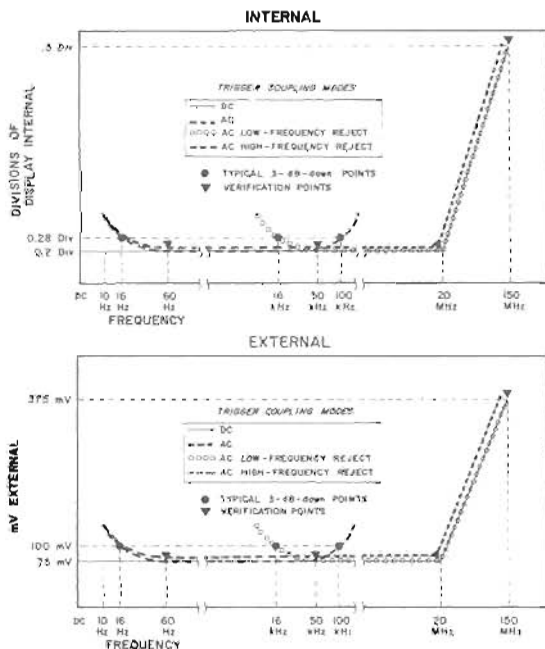 INTERNAL
DIVISIONS OF
DISPLAY INTERNAL
TRIGGER COUPLING MODES
DC
AC
AC LOW-FREQUENCY REJECT
AC HIGH-FREQUENCY REJECT
TYPICAL 3-dB-down POINTS
VERIFICATION POINTS
0.28 Div
0.2 Div
DC
10 Hz
16 Hz
60 Hz
16 kHz
50 kHz
100 kHz
20 MHz
150 MHz
FREQUENCY
EXTERNAL
mV EXTERNAL
375 mV
TRIGGER COUPLING MODES
DC
AC
AC LOW-FREQUENCY REJECT
AC HIGH-FREQUENCY REJECT
TYPICAL 3-dB-down POINTS
VERIFICATION POINTS
100 mV
75 mV
DC
10 Hz
16 Hz
60 Hz
16 kHz
50 kHz
100 kHz
20 MHz
150 MHz
FREQUENCY